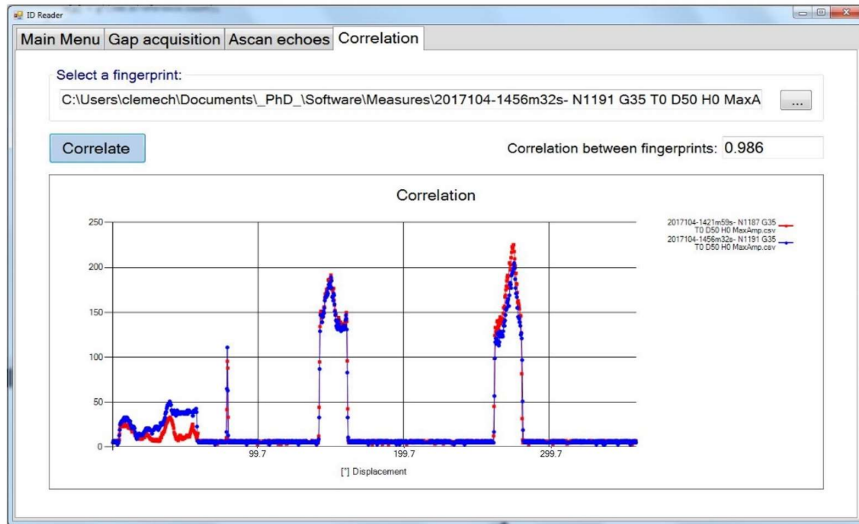 ID Reader
Main Menu Gap acquisition Ascan echoes Correlation
Select a fingerprint:
C:\Users\clemech\Documents\_PhD_\Software\Measures\2017104-1456m32s- N1191 G35 T0 D50 H0 MaxA
...
Correlate
Correlation between fingerprints: 0.986
Correlation
2017104-1421m59s- N1187 G35
T0 D50 H0 MaxAmp.csv
2017104-1456m32s- N1191 G35
T0 D50 H0 MaxAmp.csv
250
200
150
100
50
0
99.7 199.7 299.7
[°] Displacement